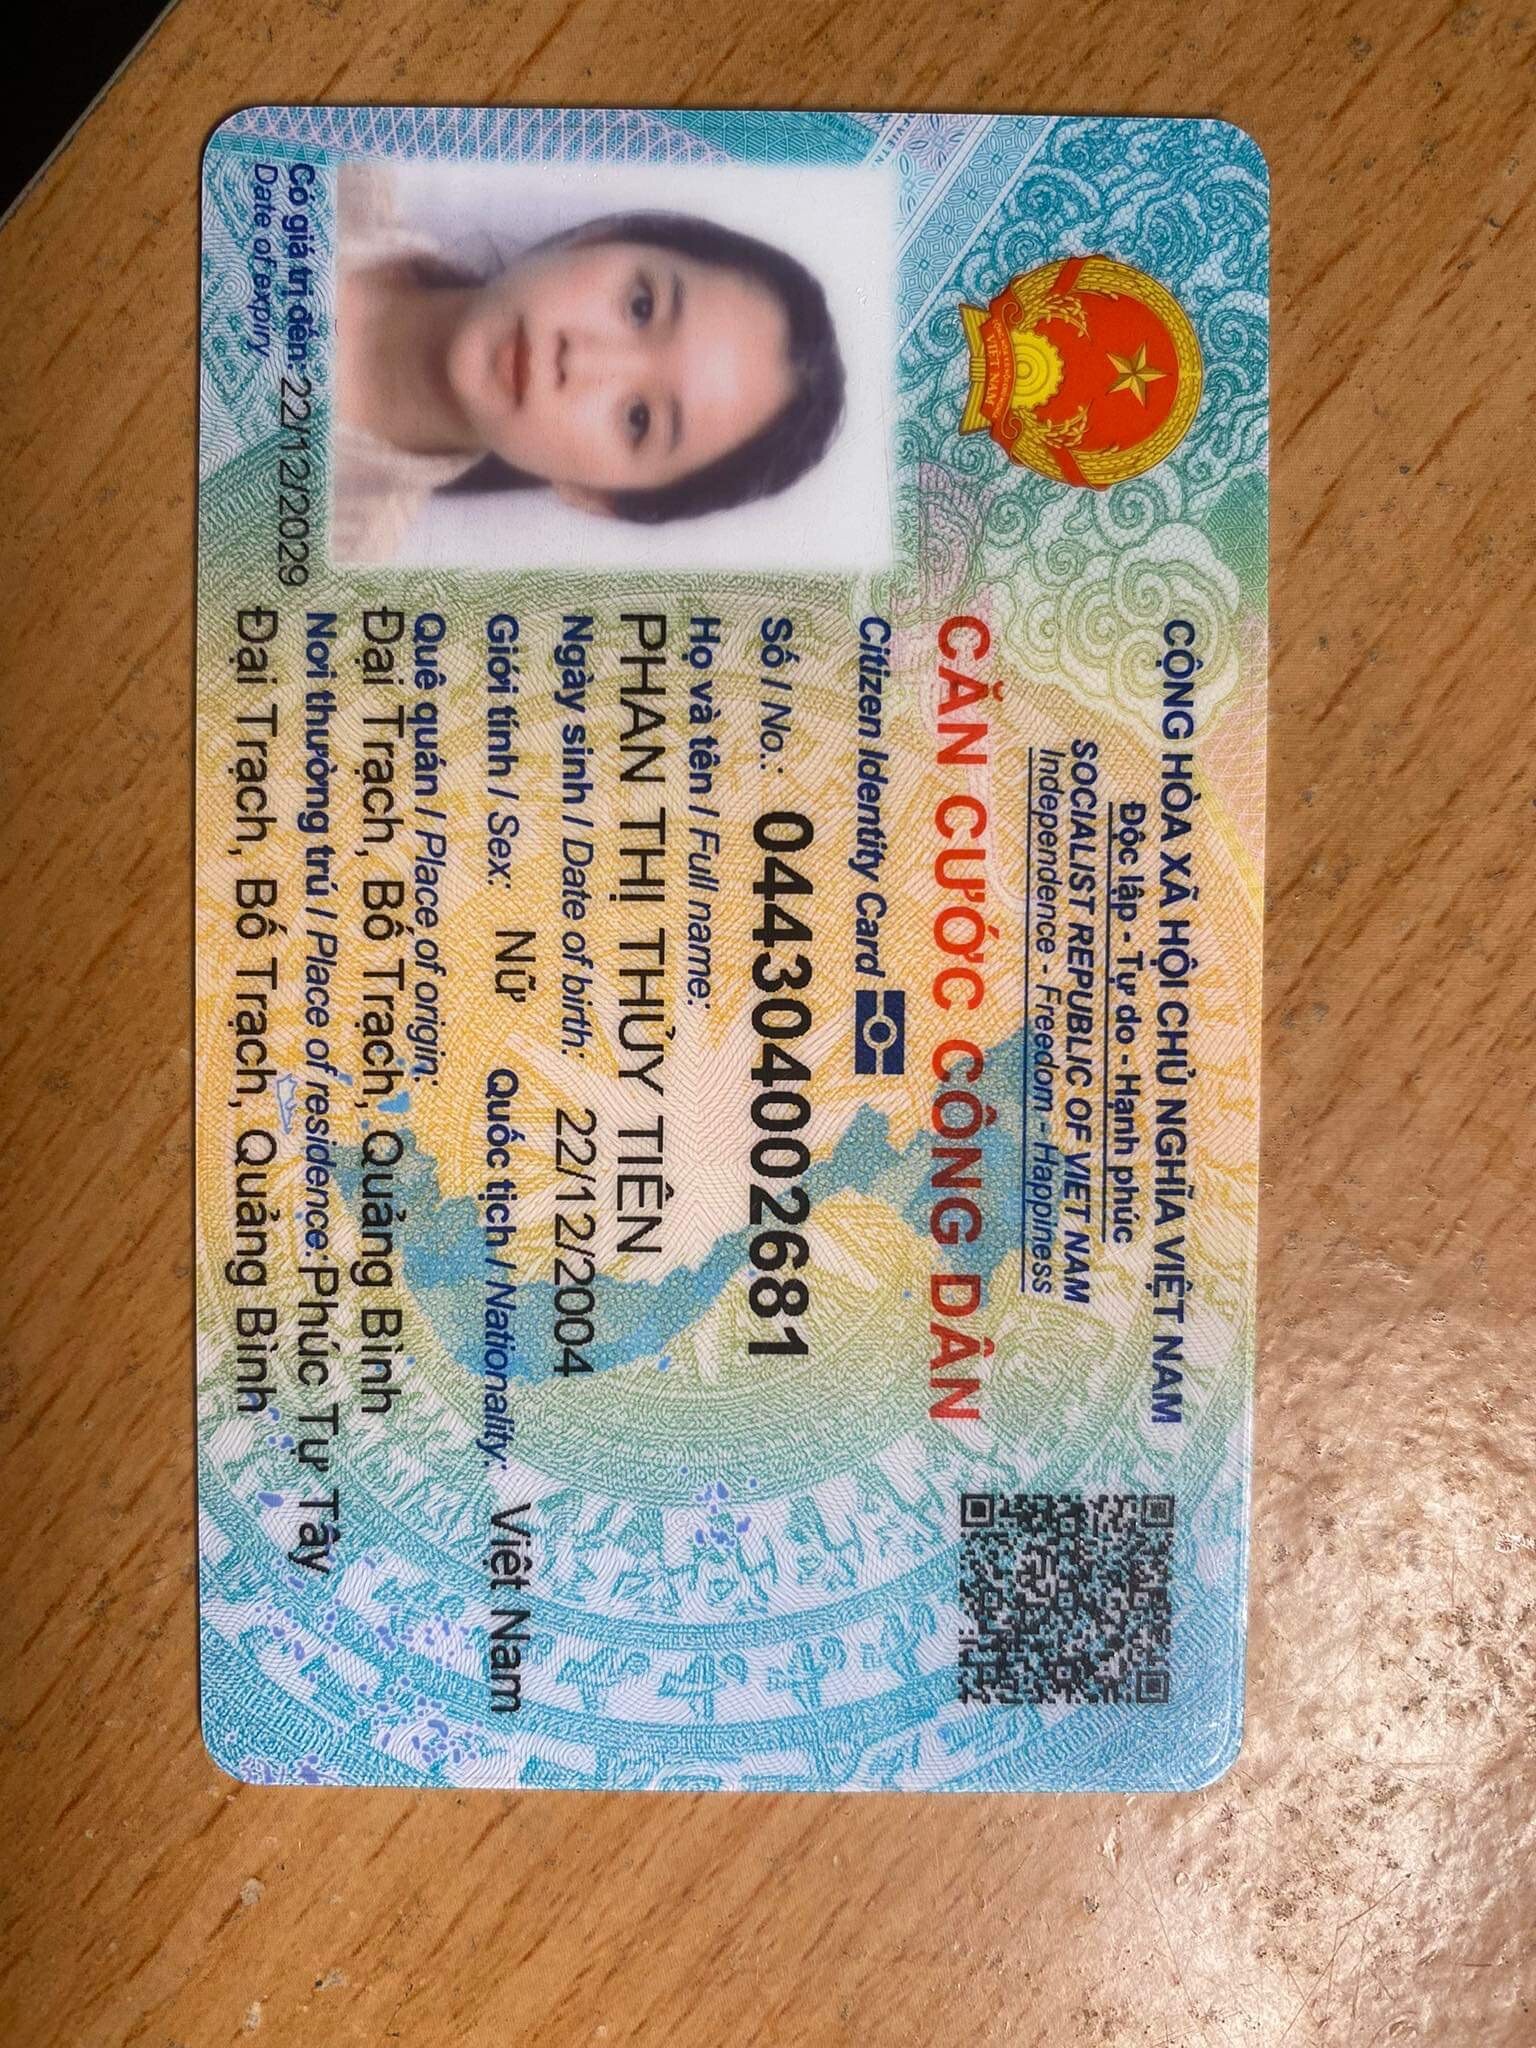 CỘNG HÒA XÃ HỘI CHỦ NGHĨA VIỆT NAM
Độc lập - Tự do - Hạnh phúc
SOCIALIST REPUBLIC OF VIET NAM
Independence - Freedom - Happiness
CĂN CƯỚC CÔNG DÂN
Citizen Identity Card
Số / No.: 044304002681
Họ và tên / Full name:
PHAN THỊ THỦY TIÊN
Ngày sinh / Date of birth: 22/12/2004
Giới tính / Sex: Nữ Quốc tịch / Nationality: Việt Nam
Quê quán / Place of origin:
Đại Trạch, Bố Trạch, Quảng Bình
Nơi thường trú / Place of residence: Phúc Tự Tây
Đại Trạch, Bố Trạch, Quảng Bình
Có giá trị đến: 22/12/2029
Date of expiry
VIỆT NAM